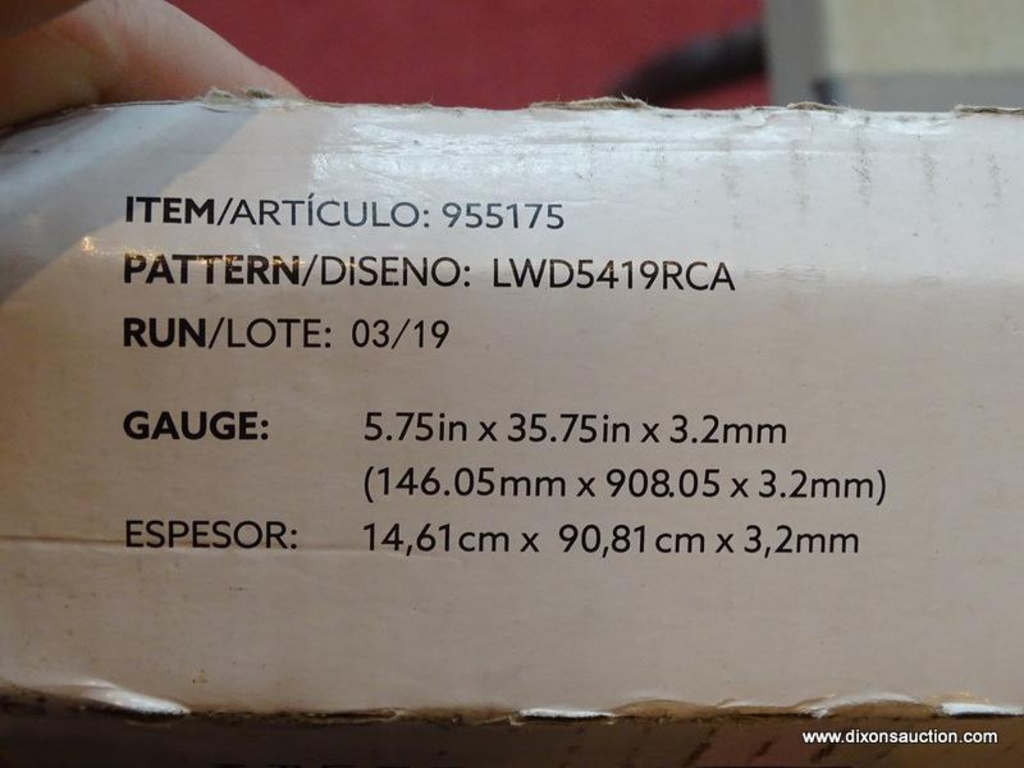 ITEM/ARTÍCULO: 955175
PATTERN/DISENO: LWD5419RCA
RUN/LOTE: 03/19
GAUGE: 5.75in x 35.75in x 3.2mm
(146.05mm x 908.05 x 3.2mm)
ESPESOR: 14,61cm x 90,81cm x 3,2mm
www.dixonsauction.com